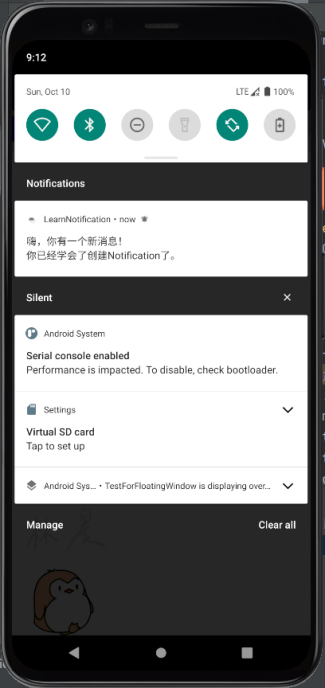 9:12
Sun, Oct 10
LTE 100%
Notifications
LearnNotification • now
嗨，你有一个新消息！
你已经学会了创建Notification了。
Silent
Android System
Serial console enabled
Performance is impacted. To disable, check bootloader.
Settings
Virtual SD card
Tap to set up
Android Sys... • TestForFloatingWindow is displaying over...
Manage
Clear all